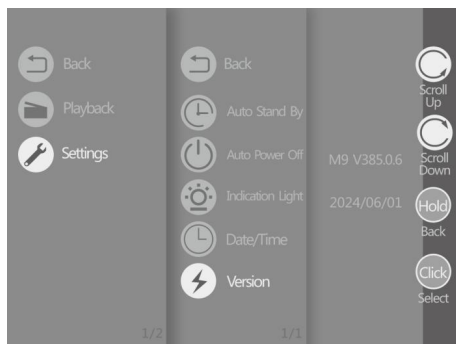 Back
Playback
Settings
1/2
Back
Auto Stand By
Auto Power Off
Indication Light
Date/Time
Version
1/1
M9 V385.0.6
2024/06/01
Scroll
Up
Scroll
Down
Hold
Back
Click
Select